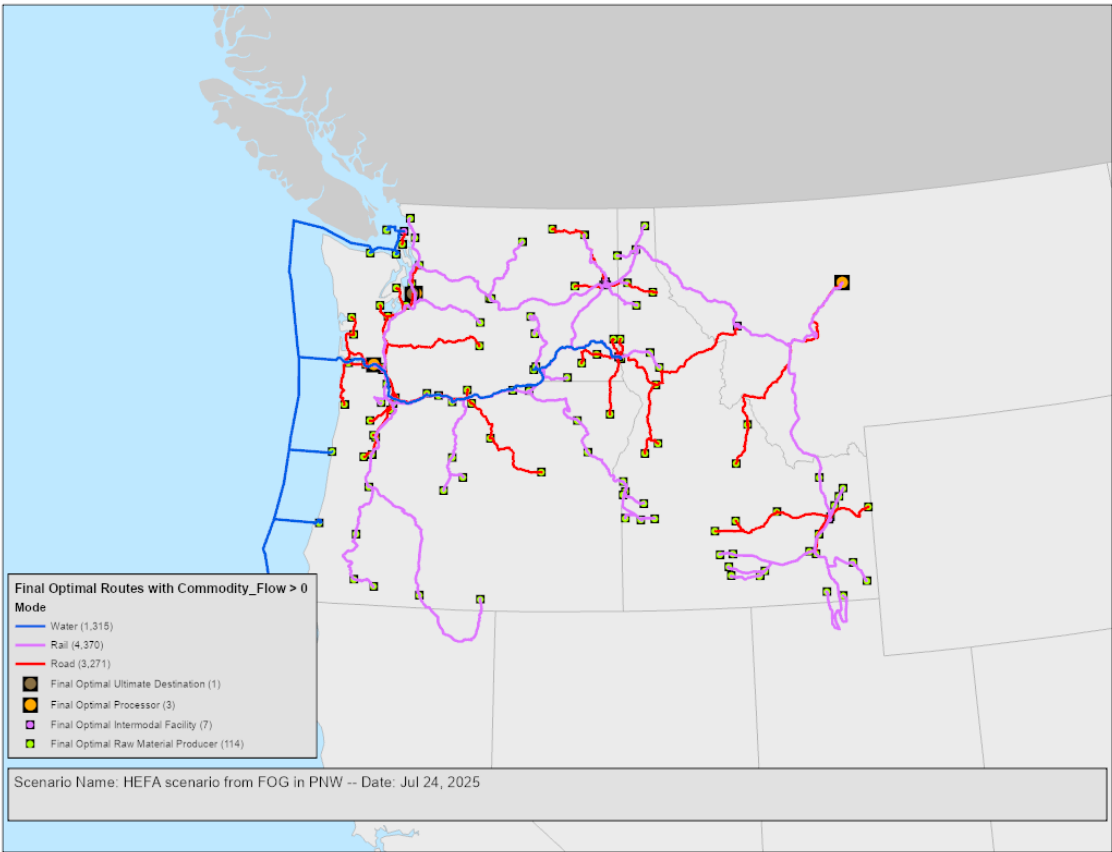 Final Optimal Routes with Commodity_Flow > 0
Mode
Water (1,315)
Rail (4,370)
Road (3,271)
Final Optimal Ultimate Destination (1)
Final Optimal Processor (3)
Final Optimal Intermodal Facility (7)
Final Optimal Raw Material Producer (114)
Scenario Name: HEFA scenario from FOG in PNW -- Date: Jul 24, 2025